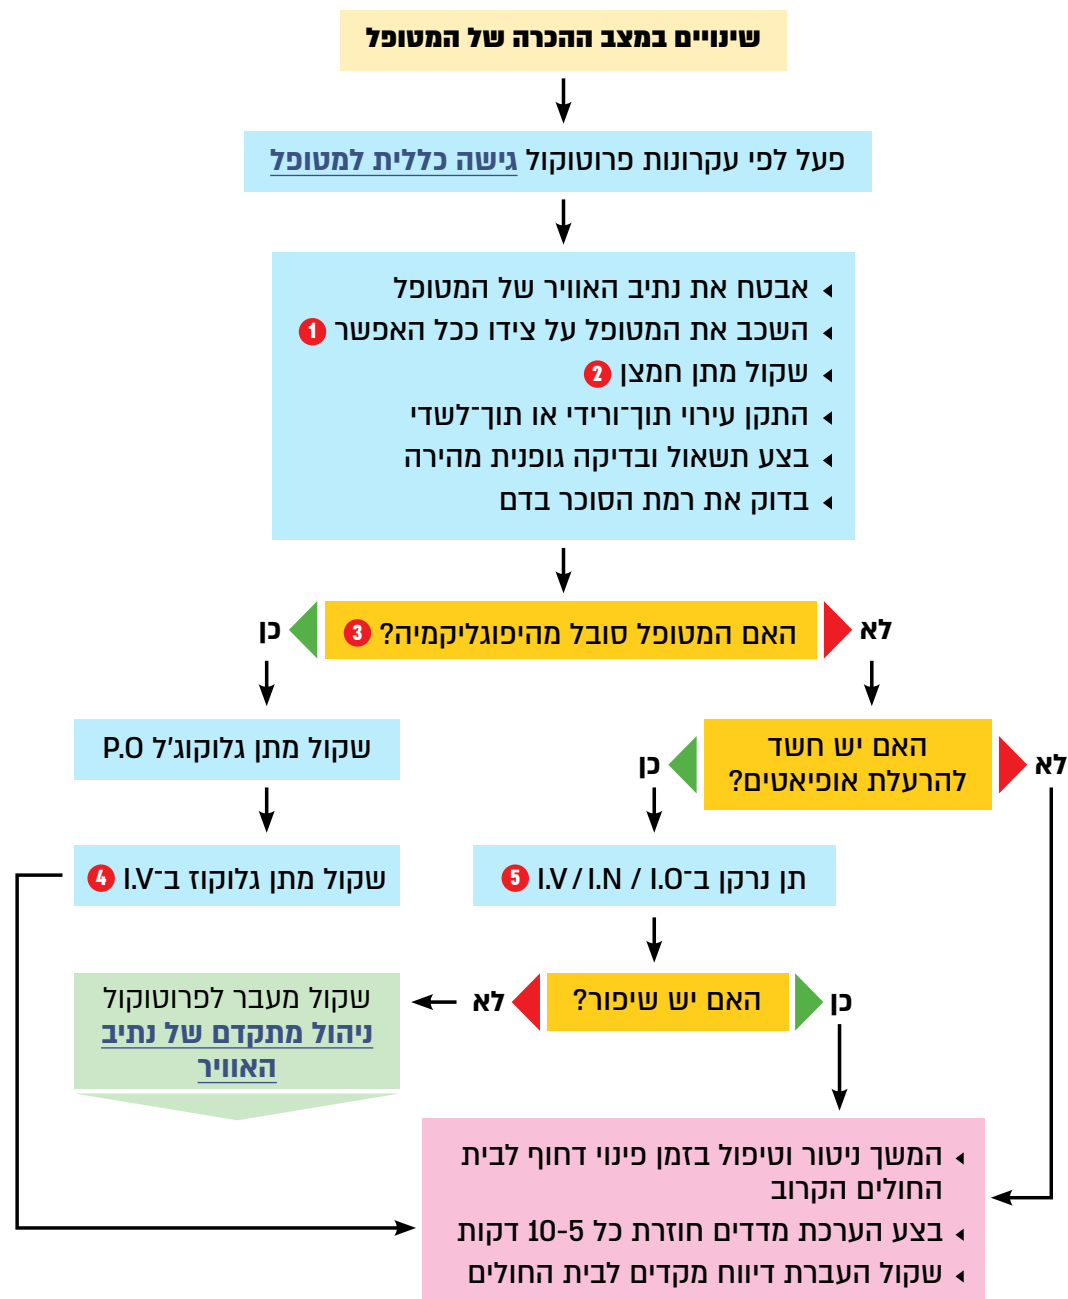 שינויים במצב ההכרה של המטופל
פעל לפי עקרונות פרוטוקול גישה כללית למטופל
אבטח את נתיב האוויר של המטופל
השכב את המטופל על צידו ככל האפשר 1
שקול מתן חמצן 2
התקן עירוי תוך־ורידי או תוך־לשדי
בצע תשאול ובדיקה גופנית מהירה
בדוק את רמת הסוכר בדם
האם המטופל סובל מהיפוגליקמיה? 3
לא
כן
האם יש חשד
להרעלת אופיאטים?
לא
כן
שקול מתן גלוקוג'ל P.O
שקול מתן גלוקוז ב־I.V 4
תן נרקן ב־I.V / I.N / I.O 5
האם יש שיפור?
כן
לא
שקול מעבר לפרוטוקול
ניהול מתקדם של נתיב
האוויר
המשך ניטור וטיפול בזמן פינוי דחוף לבית
החולים הקרוב
בצע הערכת מדדים חוזרת כל 10-5 דקות
שקול העברת דיווח מקדים לבית החולים